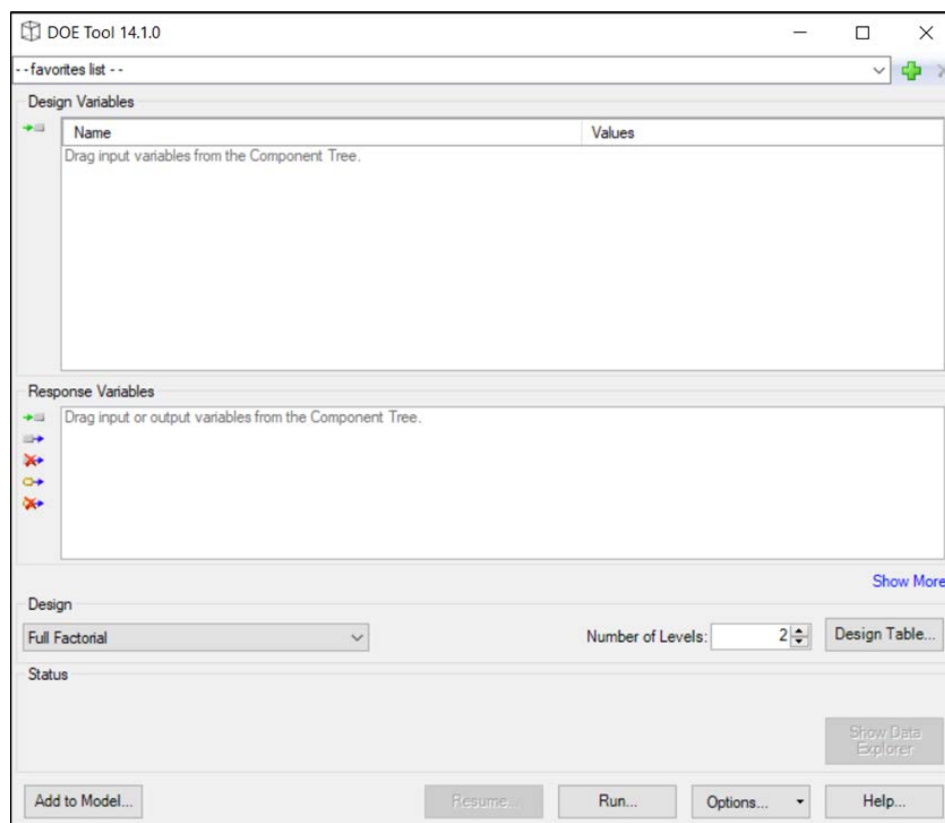 DOE Tool 14.1.0
--favorites list--
Design Variables
Name Values
Drag input variables from the Component Tree.
Response Variables
Drag input or output variables from the Component Tree.
Show More
Design
Full Factorial Number of Levels: 2 Design Table...
Status
Show Data
Explorer
Add to Model... Resume... Run... Options... Help...